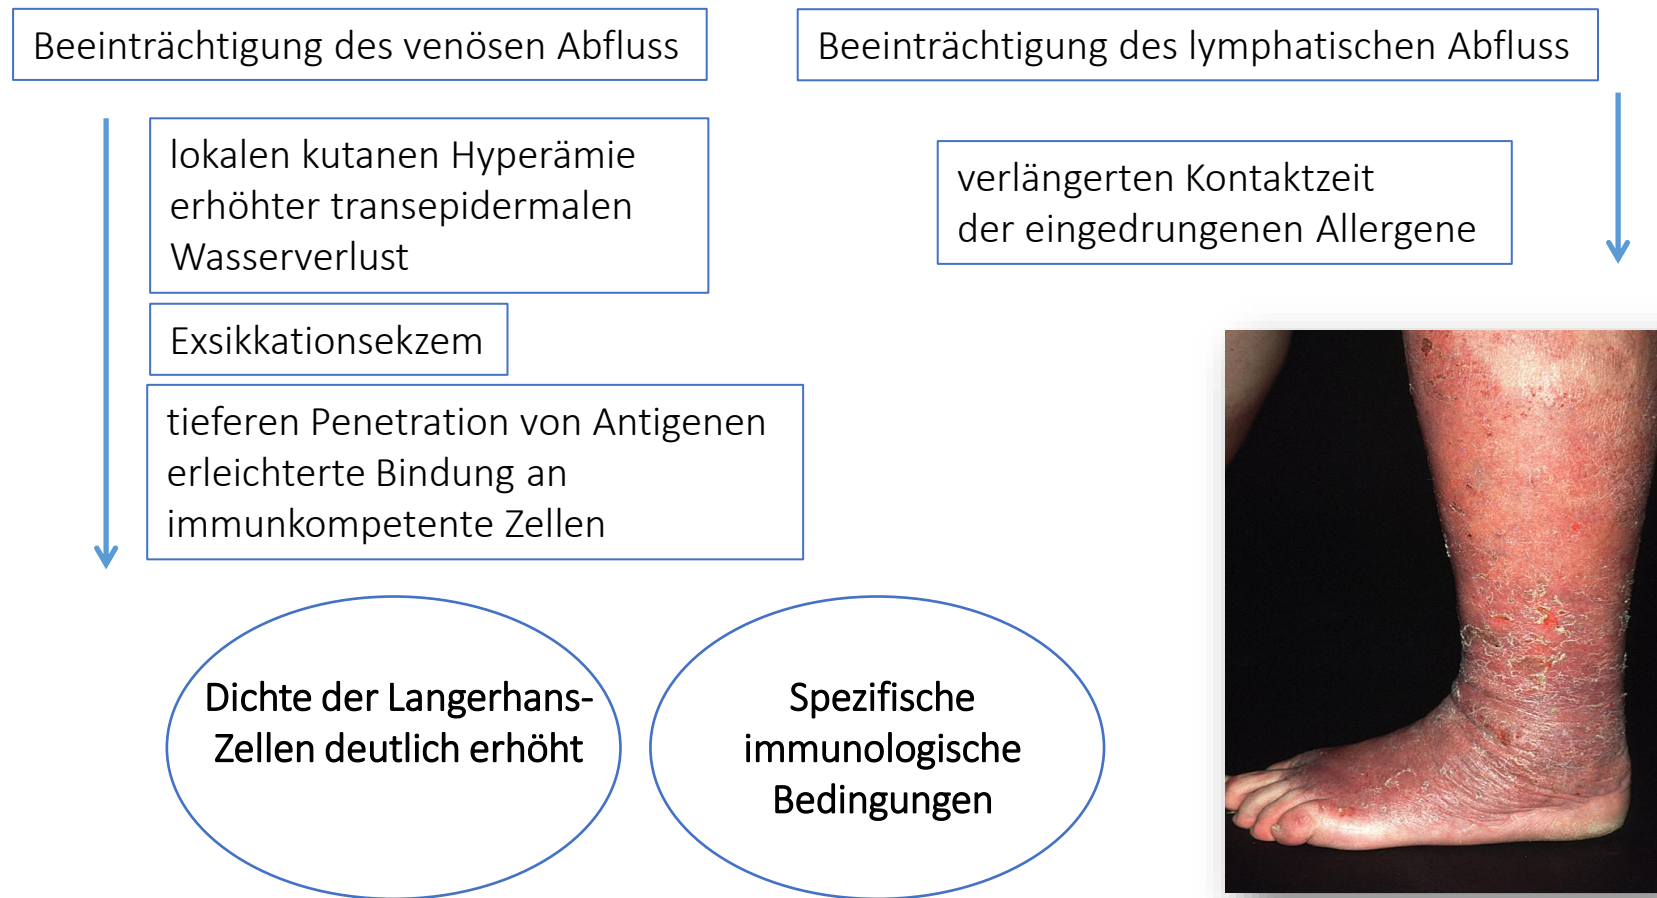 Beeinträchtigung des venösen Abfluss
Beeinträchtigung des lymphatischen Abfluss
lokalen kutanen Hyperämie
erhöhter transepidermalen
Wasserverlust
verlängerten Kontaktzeit
der eingedrungenen Allergene
Exsikkationsekzem
tieferen Penetration von Antigenen
erleichterte Bindung an
immunkompetente Zellen
Dichte der Langerhans-
Zellen deutlich erhöht
Spezifische
immunologische
Bedingungen